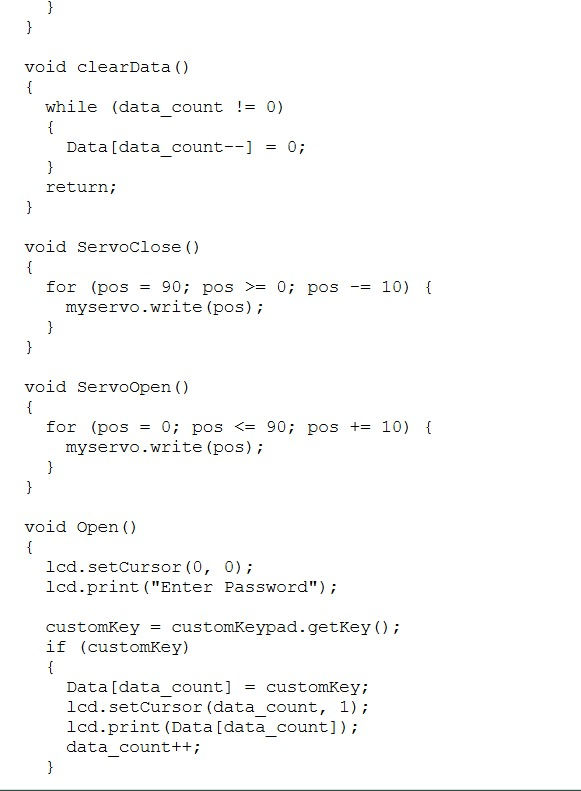 }
}

void clearData()
{
  while (data_count != 0)
  {
    Data[data_count--] = 0;
  }
  return;
}

void ServoClose()
{
  for (pos = 90; pos >= 0; pos -= 10) {
    myservo.write(pos);
  }
}

void ServoOpen()
{
  for (pos = 0; pos <= 90; pos += 10) {
    myservo.write(pos);
  }
}

void Open()
{
  lcd.setCursor(0, 0);
  lcd.print("Enter Password");

  customKey = customKeypad.getKey();
  if (customKey)
  {
    Data[data_count] = customKey;
    lcd.setCursor(data_count, 1);
    lcd.print(Data[data_count]);
    data_count++;
  }